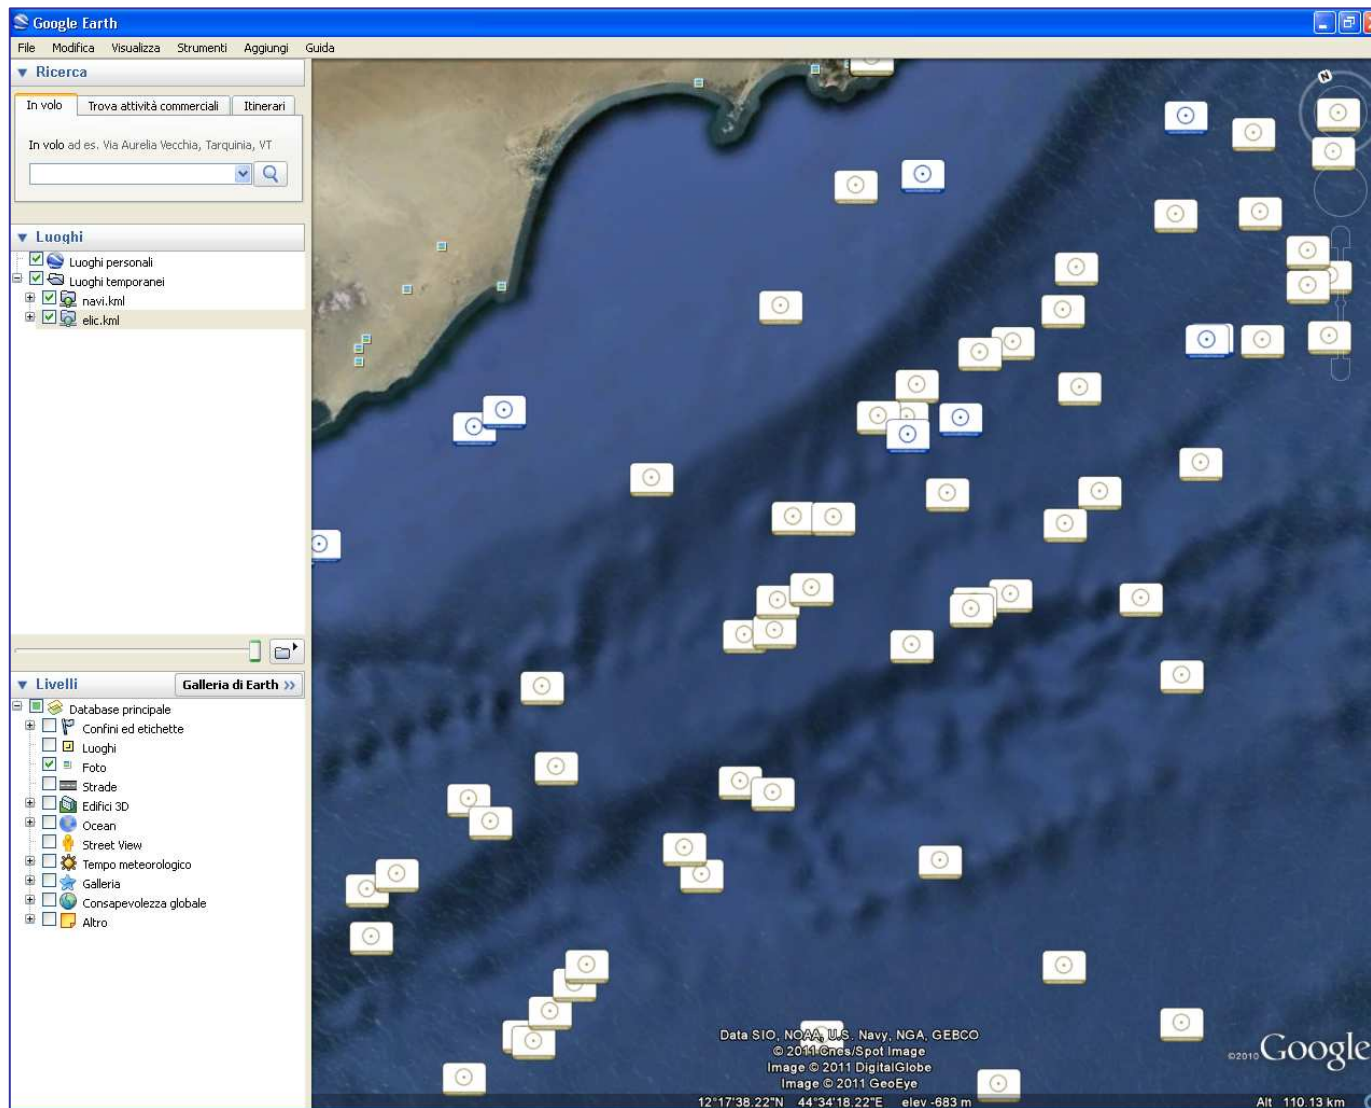 Google Earth
File Modifica Visualizza Strumenti Aggiungi Guida
Ricerca
In volo Trova attività commerciali Itinerari
In volo ad es. Via Aurelia Vecchia, Tarquinia, VT
Luoghi
Luoghi personali
Luoghi temporanei
navi.kml
elic.kml
Livelli Galleria di Earth >>
Database principale
Confini ed etichette
Luoghi
Foto
Strade
Edifici 3D
Ocean
Street View
Tempo meteorologico
Galleria
Consapevolezza globale
Altro
N
Data SIO, NOAA, U.S. Navy, NGA, GEBCO
© 2011 Cnes/Spot Image
Image © 2011 DigitalGlobe
Image © 2011 GeoEye
©2010 Google
12°17'38.22"N 44°34'18.22"E elev -683 m Alt 110.13 km